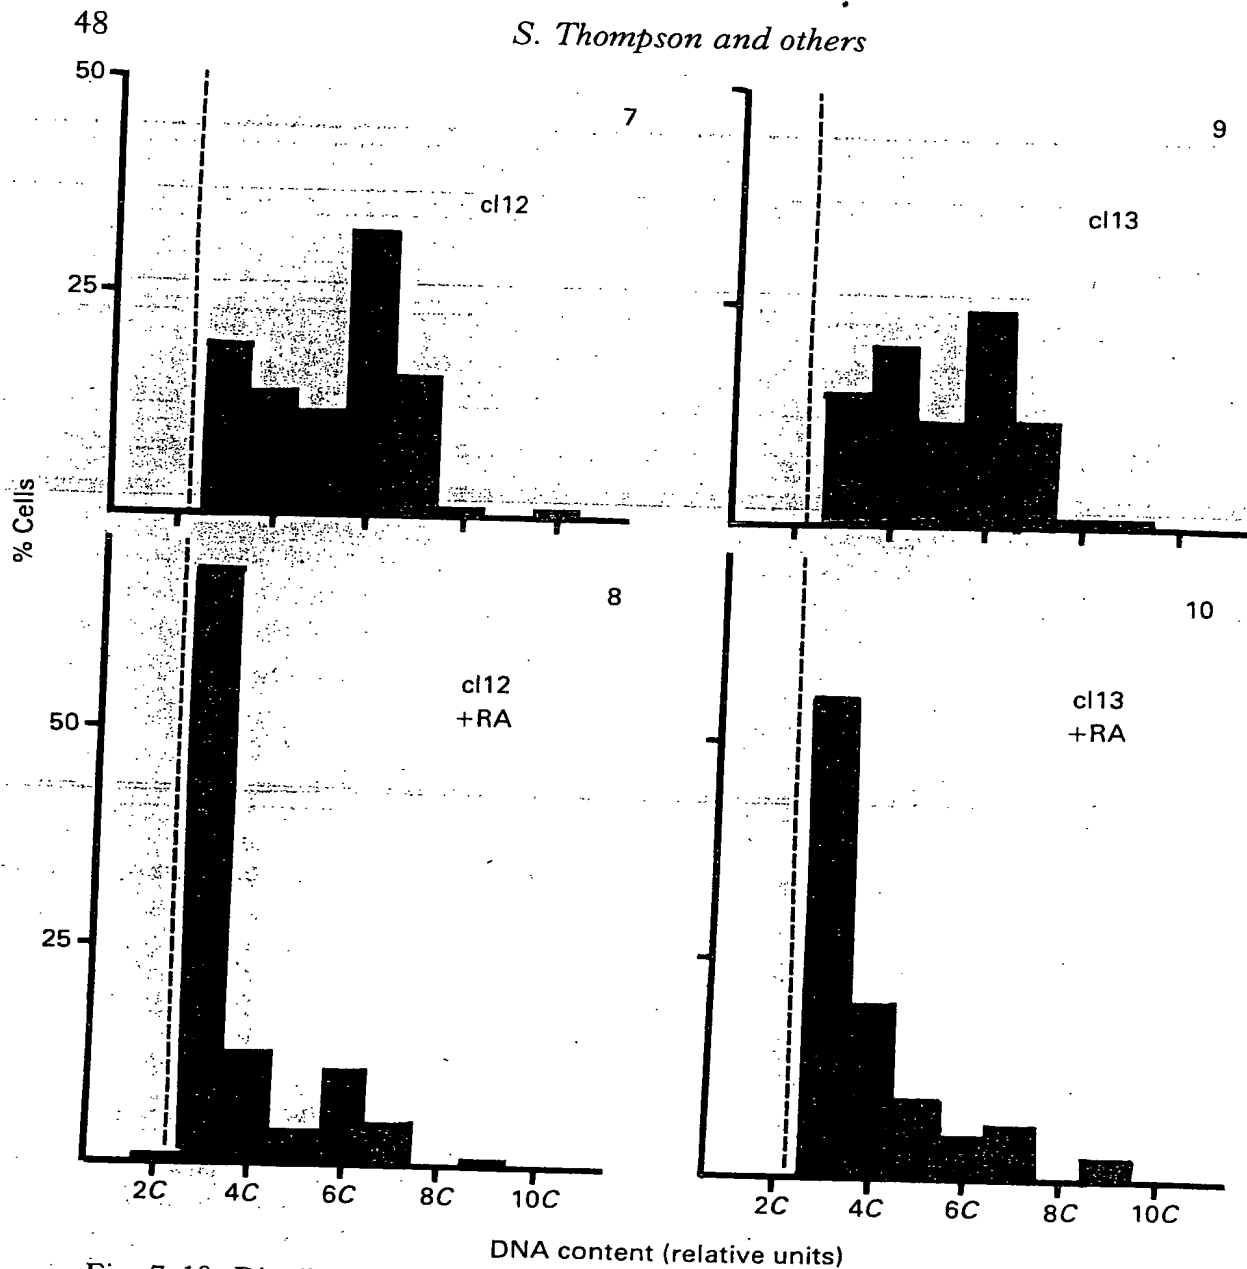 48
S. Thompson and others
50
25
7
cl12
9
cl13
% Cells
50
25
8
cl12
+RA
10
cl13
+RA
2C 4C 6C 8C 10C
2C 4C 6C 8C 10C
DNA content (relative units)